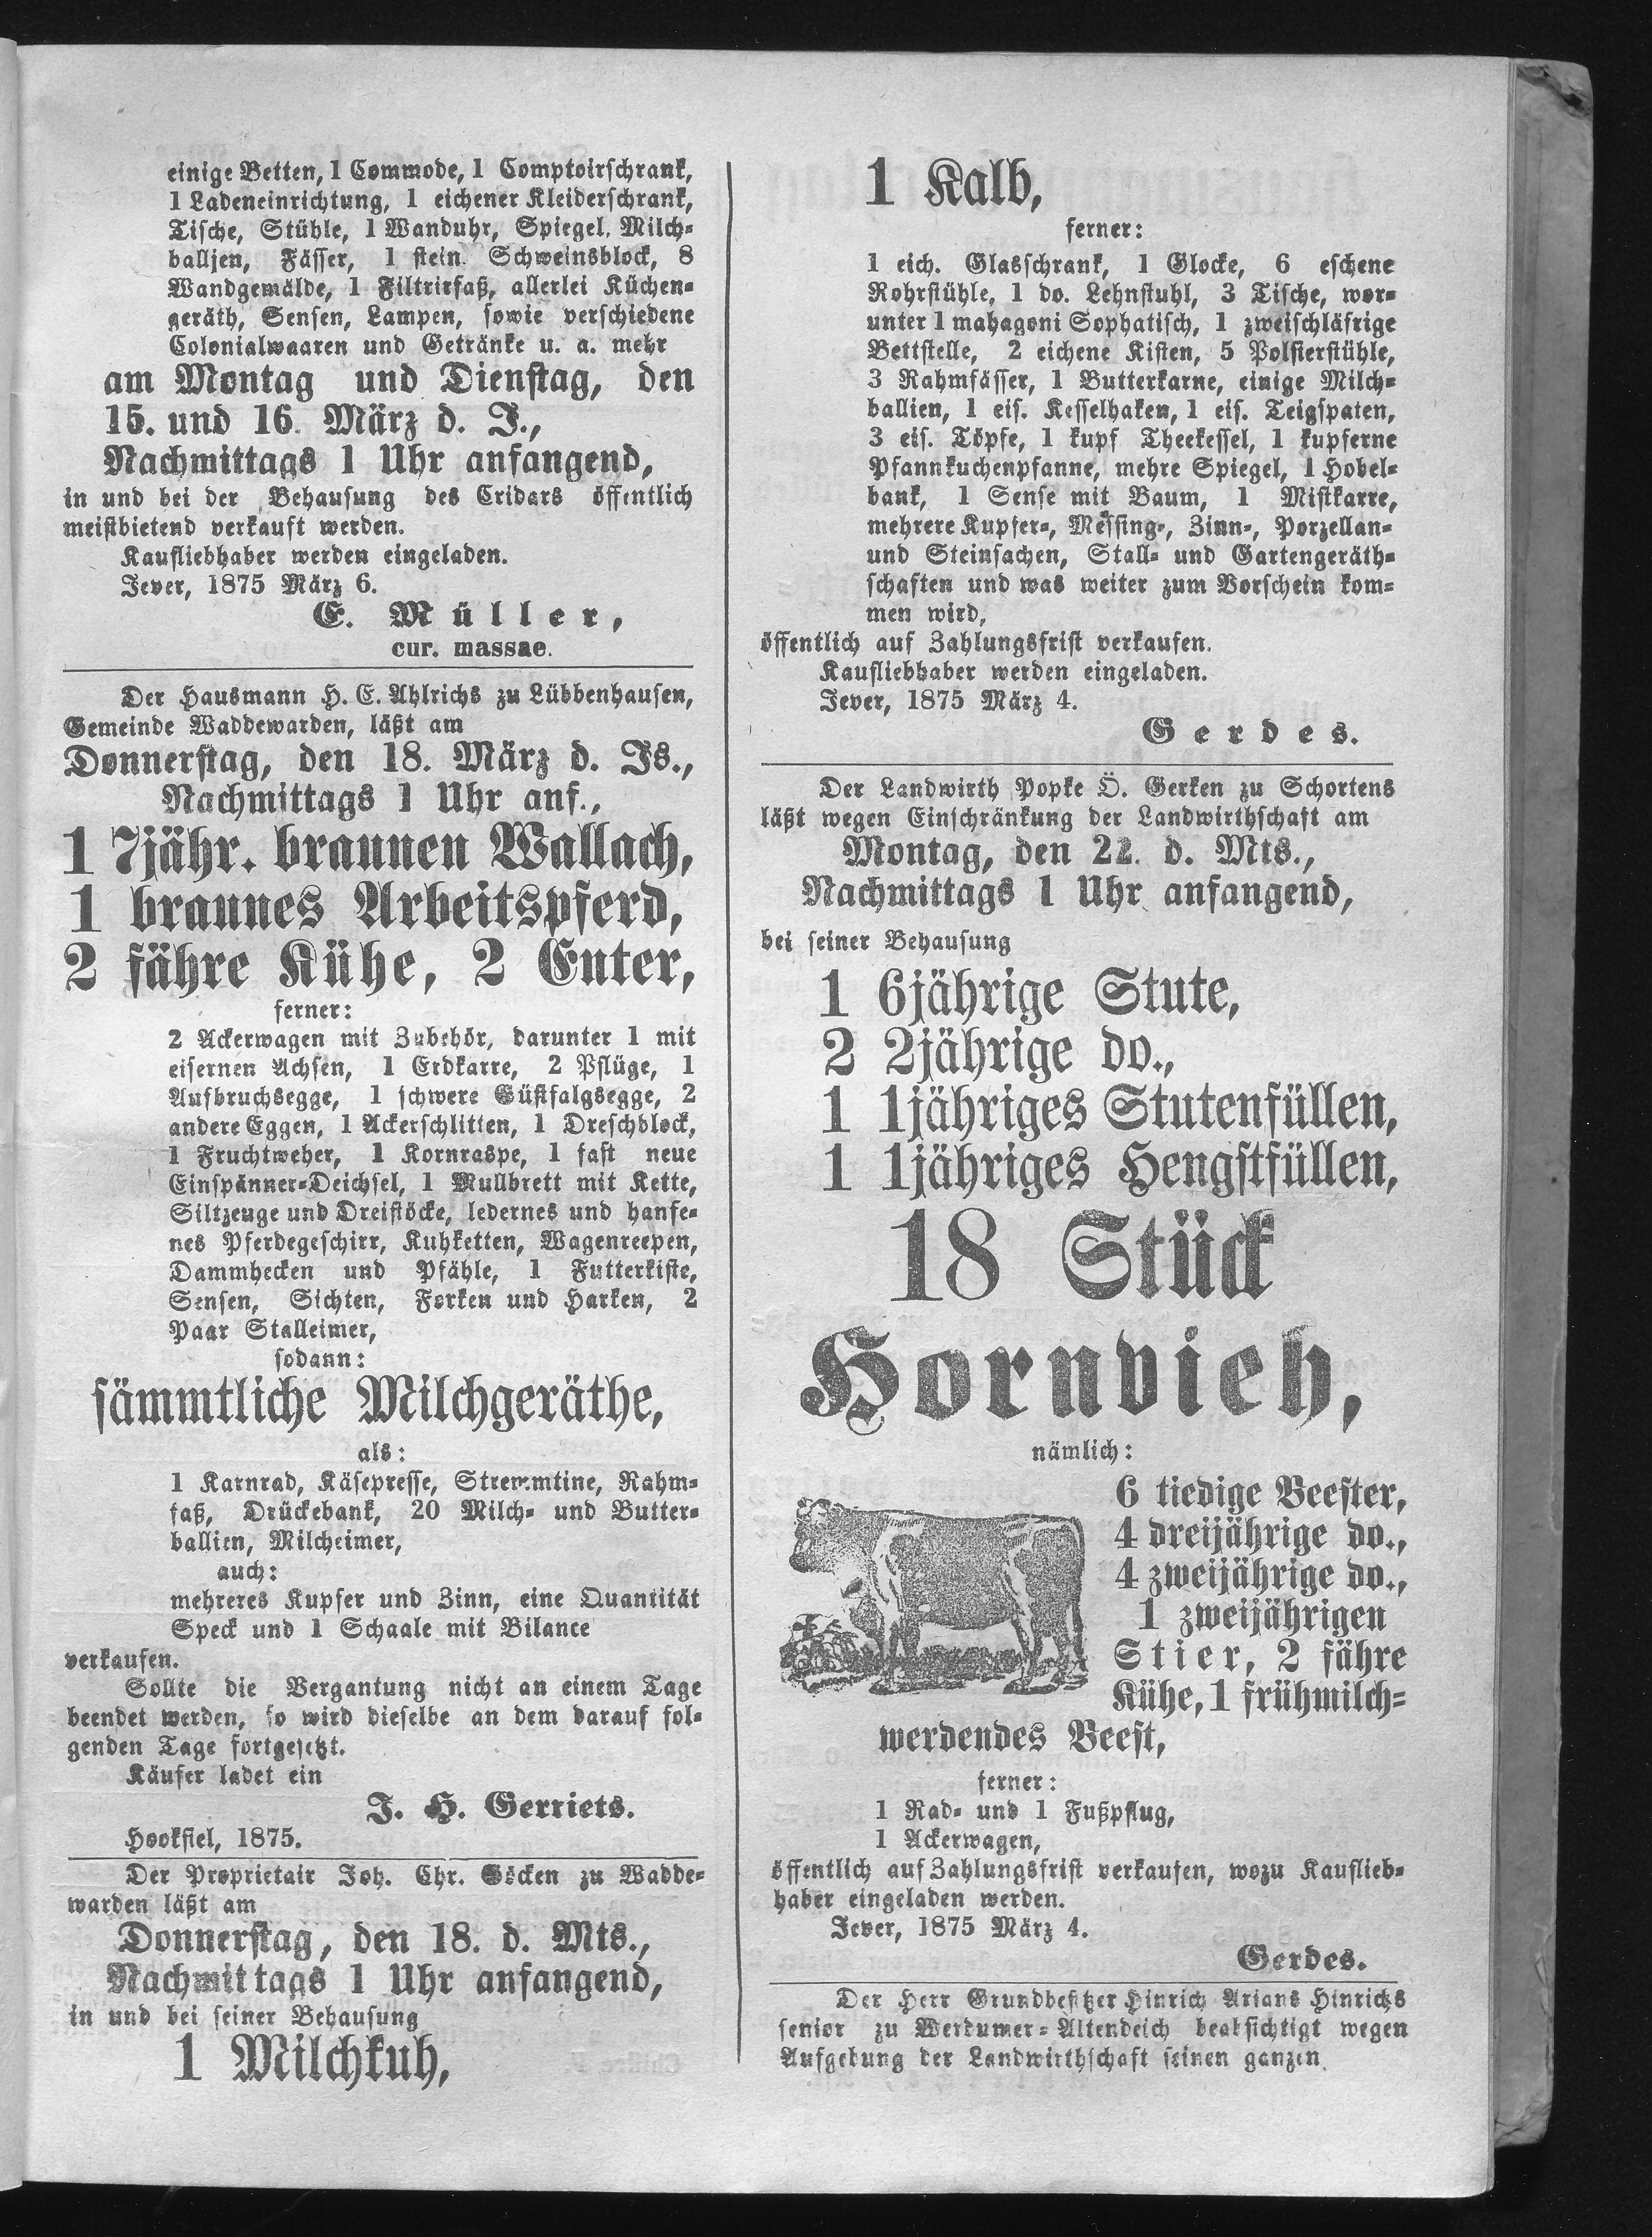 einige Betten, 1 Commode, 1 Comptoirschrank,
1 Ladeneinrichtung, 1 eichener Kleiderschrank,
Tische, Stühle, 1 Wanduhr, Spiegel, Milch-
balljen, Fässer, 1 stein. Schweinsblock, 8
Wandgemälde, 1 Filtrirfaß, allerlei Küchen-
geräth, Sensen, Lampen, sowie verschiedene
Colonialwaaren und Getränke u. a. mehr
am Montag und Dienstag, den
15. und 16. März d. J.,
Nachmittags 1 Uhr anfangend,
in und bei der Behausung des Cridars öffentlich
meistbietend verkauft werden.
Kaufliebhaber werden eingeladen.
Jever, 1875 März 6.
E. Müller,
cur. massae.
Der Hausmann H. E. Ahlrichs zu Lübbenhausen,
Gemeinde Waddewarden, läßt am
Donnerstag, den 18. März d. Js.,
Nachmittags 1 Uhr anf.,
1 7jähr. braunen Wallach,
1 braunes Arbeitspferd,
2 fähre Kühe, 2 Enter,
ferner:
2 Ackerwagen mit Zubehör, darunter 1 mit
eisernen Achsen, 1 Erdkarre, 2 Pflüge, 1
Aufbruchsegge, 1 schwere Güstfalgsegge, 2
andere Eggen, 1 Ackerschlitten, 1 Dreschblock,
1 Fruchtweher, 1 Kornraspe, 1 fast neue
Einspänner-Deichsel, 1 Mullbrett mit Kette,
Siltzeuge und Dreistöcke, ledernes und hanfe-
nes Pferdegeschirr, Kuhketten, Wagenreepen,
Dammhecken und Pfähle, 1 Futterkiste,
Sensen, Sichten, Forken und Harken, 2
Paar Stalleimer,
sodann:
sämmtliche Milchgeräthe,
als:
1 Karnrad, Käsepresse, Stremmtine, Rahm-
faß, Drückebank, 20 Milch- und Butter-
ballien, Milcheimer,
auch:
mehreres Kupfer und Zinn, eine Quantität
Speck und 1 Schaale mit Bilance
verkaufen.
Sollte die Vergantung nicht an einem Tage
beendet werden, so wird dieselbe an dem darauf fol-
genden Tage fortgesetzt.
Käufer ladet ein
J. H. Gerriets.
Hooksiel, 1875.
Der Proprietair Joh. Chr. Göcken zu Wadde-
warden läßt am
Donnerstag, den 18. d. Mts.,
Nachmittags 1 Uhr anfangend,
in und bei seiner Behausung
1 Milchkuh,
1 Kalb,
ferner:
1 eich. Glasschrank, 1 Glocke, 6 eschene
Rohrstühle, 1 do. Lehnstuhl, 3 Tische, wor-
unter 1 mahagoni Sophatisch, 1 zweischläfrige
Bettstelle, 2 eichene Kisten, 5 Polsterstühle,
3 Rahmfässer, 1 Butterkarne, einige Milch-
ballien, 1 eis. Kesselhaken, 1 eis. Teigspaten,
3 eis. Töpfe, 1 kupf Theekessel, 1 kupferne
Pfannkuchenpfanne, mehre Spiegel, 1 Hobel-
bank, 1 Sense mit Baum, 1 Mistkarre,
mehrere Kupfer-, Messing-, Zinn-, Porzellan-
und Steinsachen, Stall- und Gartengeräth-
schaften und was weiter zum Vorschein kom-
men wird,
öffentlich auf Zahlungsfrist verkaufen.
Kaufliebhaber werden eingeladen.
Jever, 1875 März 4.
Gerdes.
Der Landwirth Popke Ö. Gerken zu Schortens
läßt wegen Einschränkung der Landwirthschaft am
Montag, den 22. d. Mts.,
Nachmittags 1 Uhr anfangend,
bei seiner Behausung
1 6jährige Stute,
2 2jährige do.,
1 1jähriges Stutenfüllen,
1 1jähriges Hengstfüllen,
18 Stück
Hornvieh,
nämlich:
6 tiedige Beester,
4 dreijährige do.,
4 zweijährige do.,
1 zweijährigen
Stier, 2 fähre
Kühe, 1 frühmilch-
werdendes Beest,
ferner:
1 Rad- und 1 Fußpflug,
1 Ackerwagen,
öffentlich auf Zahlungsfrist verkaufen, wozu Kauflieb-
haber eingeladen werden.
Jever, 1875 März 4.
Gerdes.
Der Herr Grundbesitzer Hinrich Arians Hinrichs
senior zu Werdumer-Altendeich beabsichtigt wegen
Aufgebung der Landwirthschaft seinen ganzen